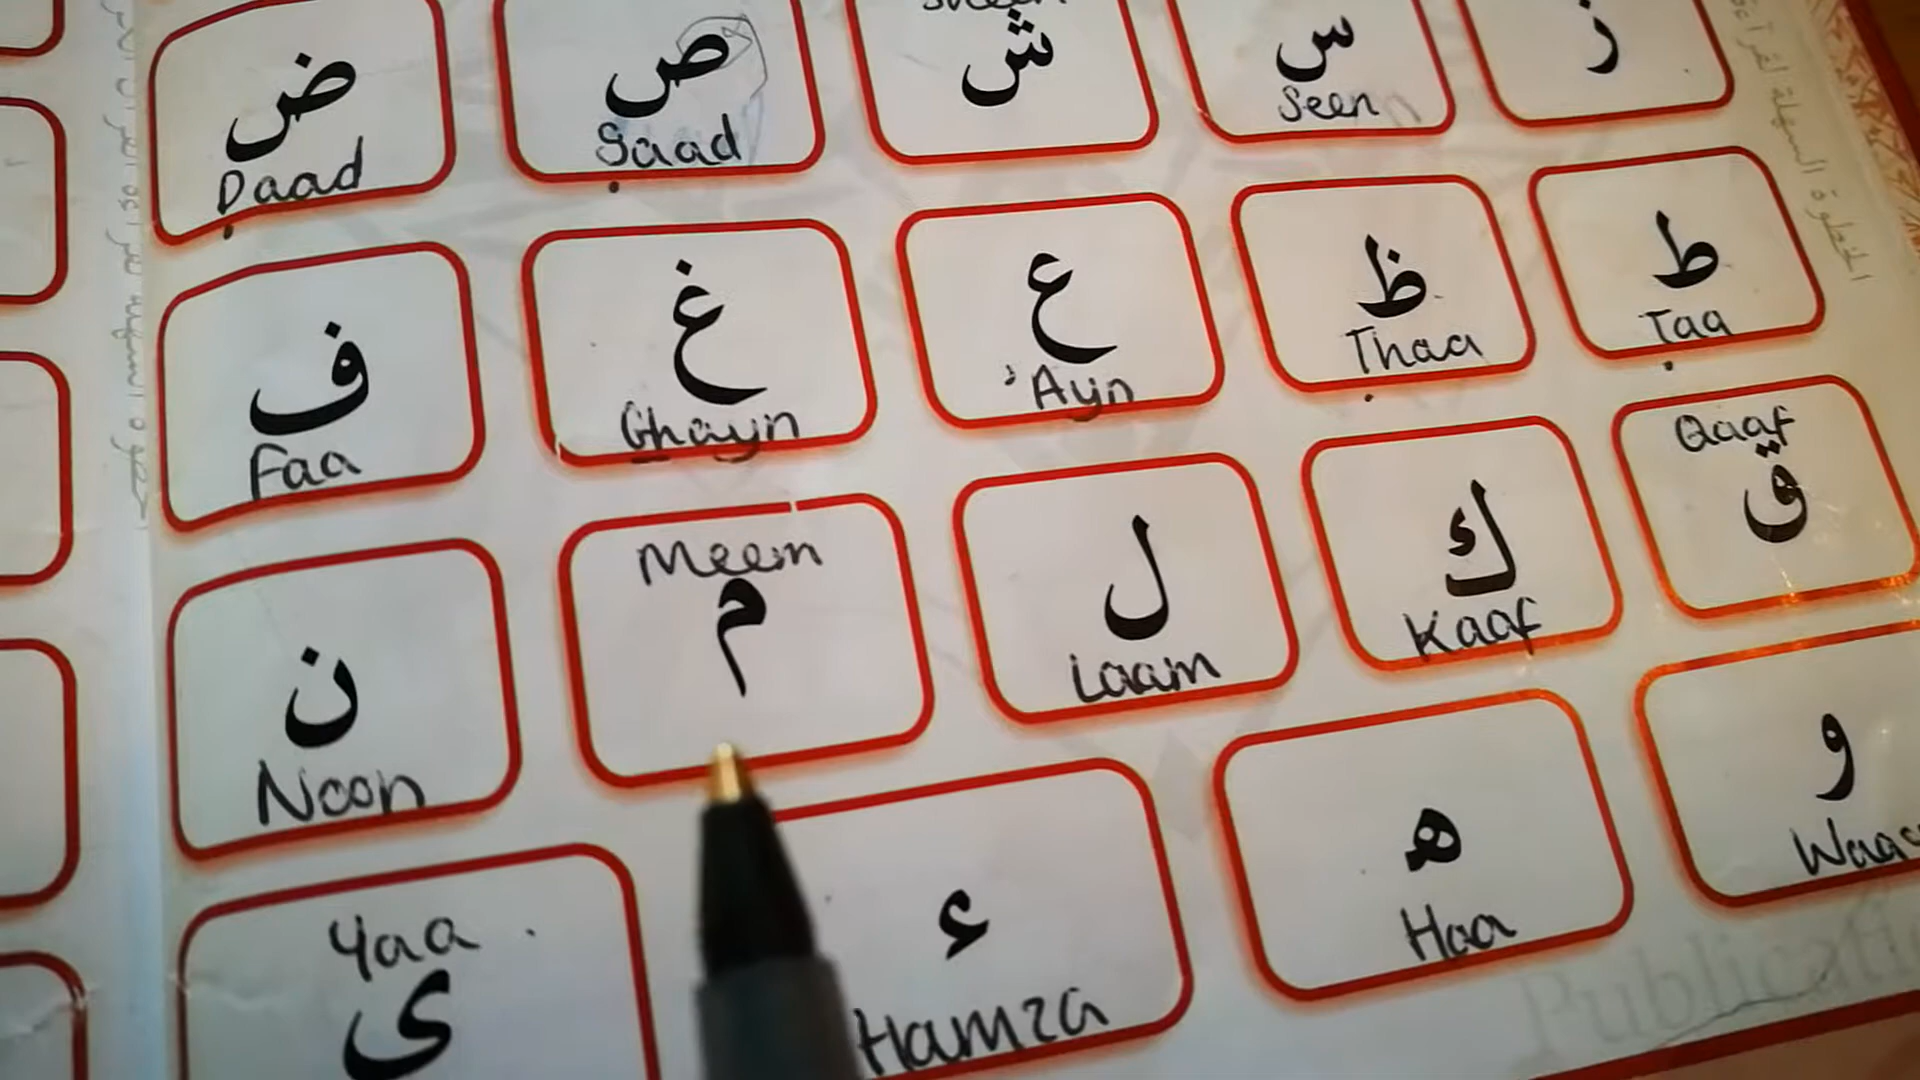 ز
س
Seen
ش
ص
Saad
ض
Daad
ط
Taa
ظ
Thaa
ع
'Ayn
غ
Ghayn
ف
Faa
Qaaf
ق
ك
Kaaf
ل
Laam
Meem
م
ن
Noon
و
ه
Haa
ء
Hamza
Yaa
ى